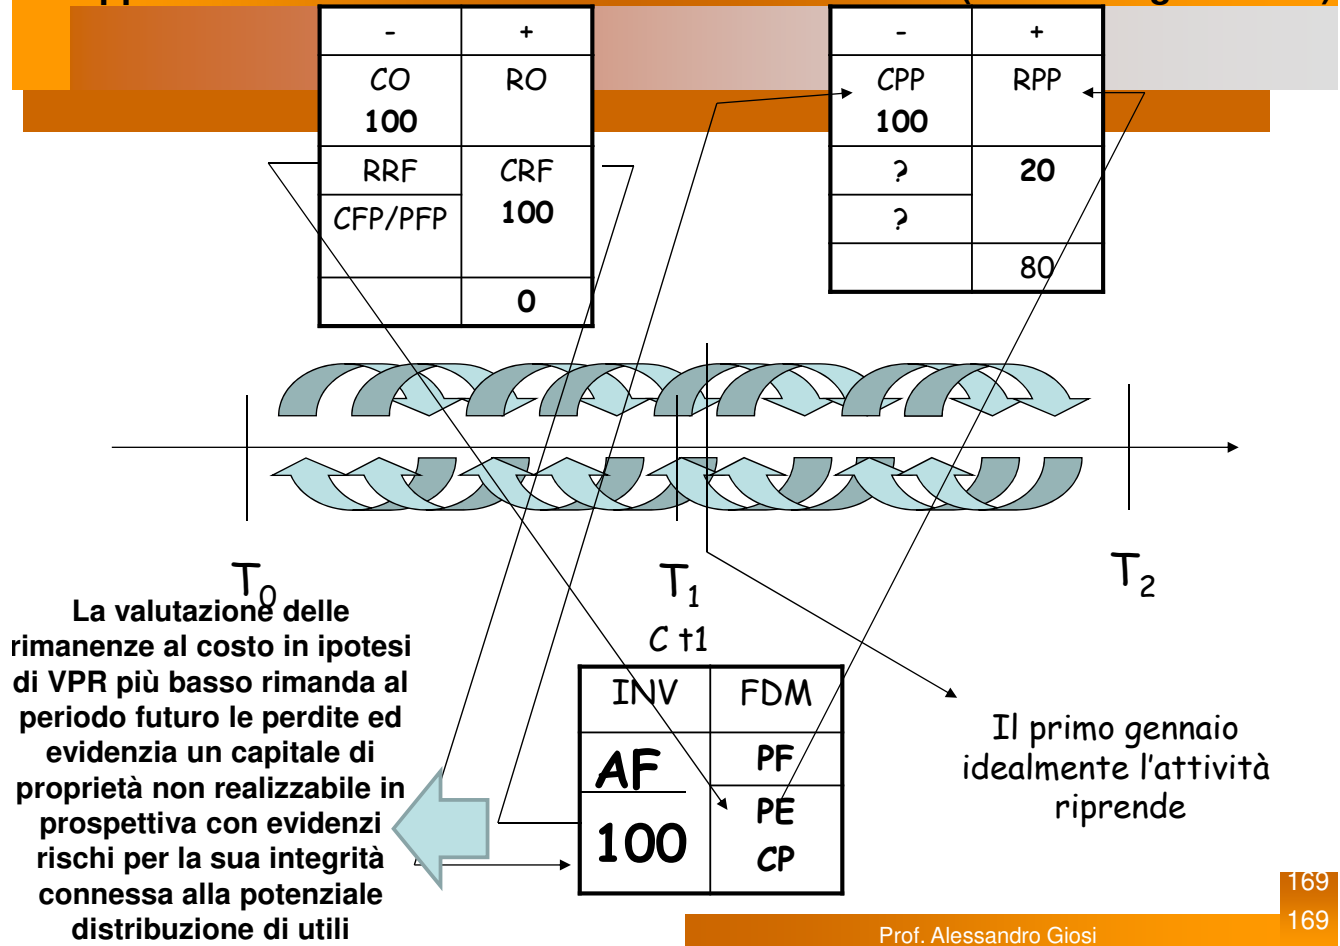 - +
CO RO
100
RRF CRF
CFP/PFP 100
0
- +
CPP RPP
100
? 20
?
80
T0
T1
T2
C t1
La valutazione delle
rimanenze al costo in ipotesi
di VPR più basso rimanda al
periodo futuro le perdite ed
evidenzia un capitale di
proprietà non realizzabile in
prospettiva con evidenzi
rischi per la sua integrità
connessa alla potenziale
distribuzione di utili
INV FDM
AF PF
100 PE
CP
Il primo gennaio
idealmente l'attività
riprende
169
169
Prof. Alessandro Giosi